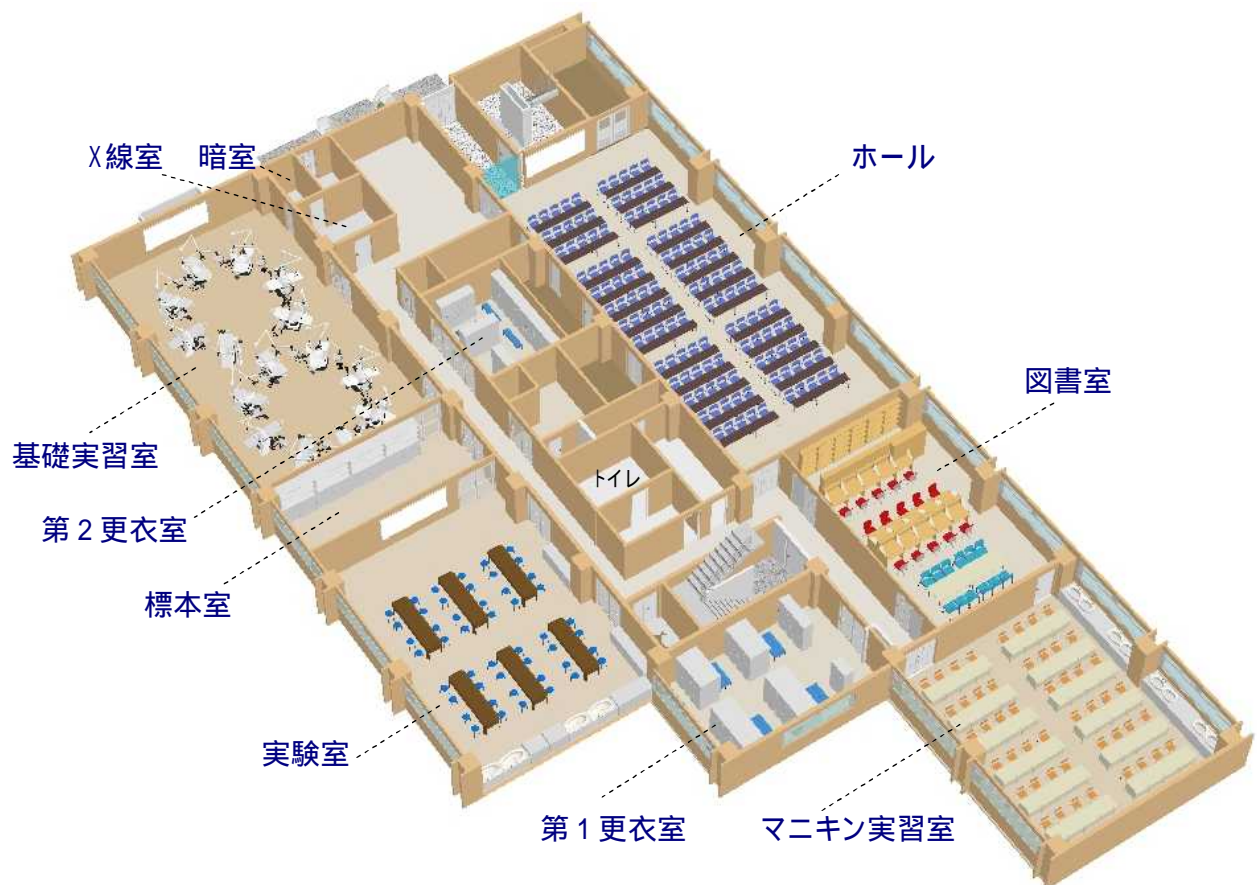 X線室 暗室
ホール
図書室
基礎実習室
トイレ
第2更衣室
標本室
実験室
第1更衣室
マニキン実習室